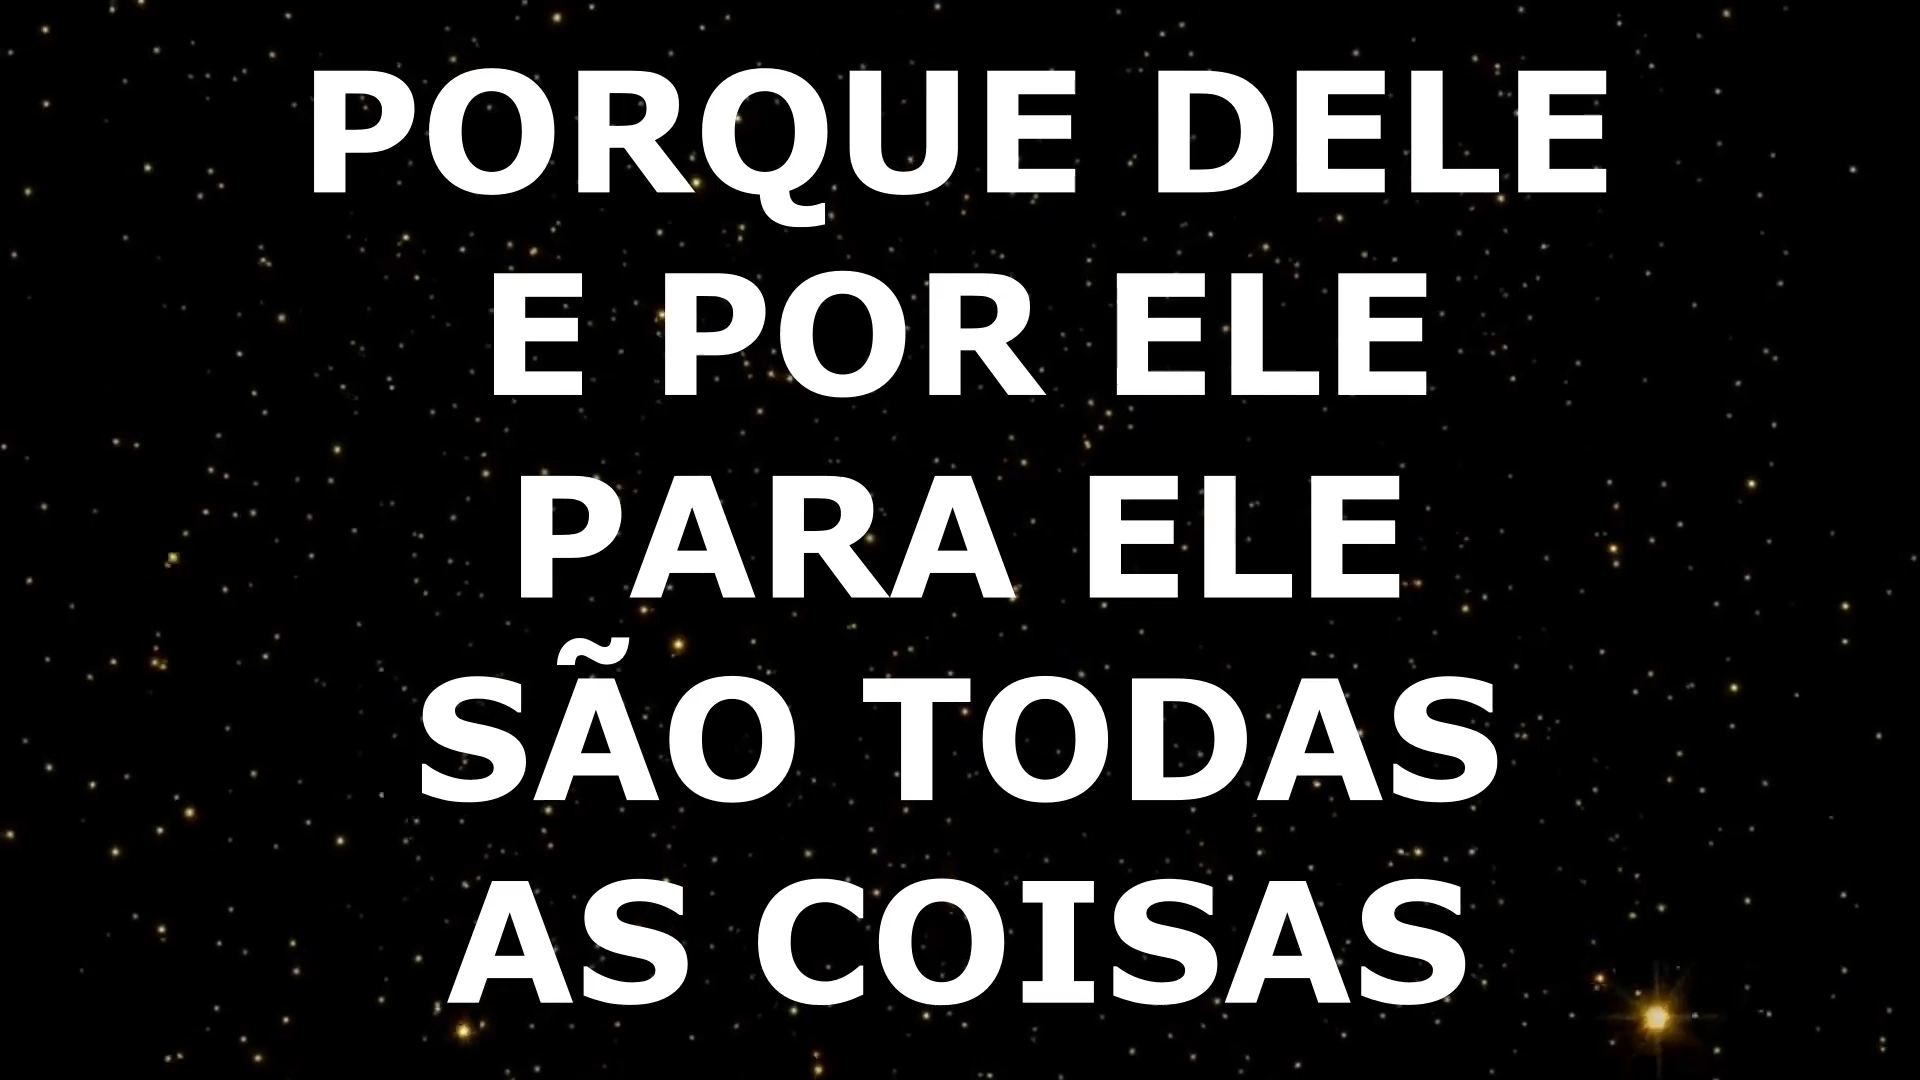 PORQUE DELE
E POR ELE
PARA ELE
SÃO TODAS
AS COISAS